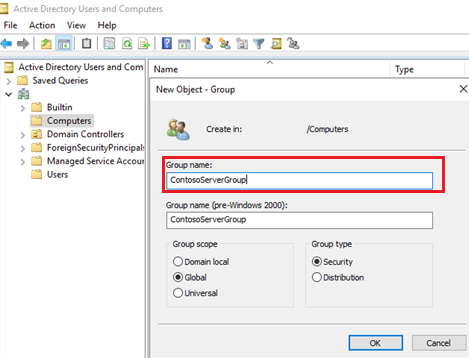 Active Directory Users and Computers
File Action View Help
Active Directory Users and Com
Saved Queries
Builtin
Computers
Domain Controllers
ForeignSecurityPrincipals
Managed Service Accou
Users
Name Type
New Object - Group
Create in: /Computers
Group name:
ContosoServerGroup
Group name (pre-Windows 2000):
ContosoServerGroup
Group scope
Domain local
Global
Universal
Group type
Security
Distribution
OK Cancel